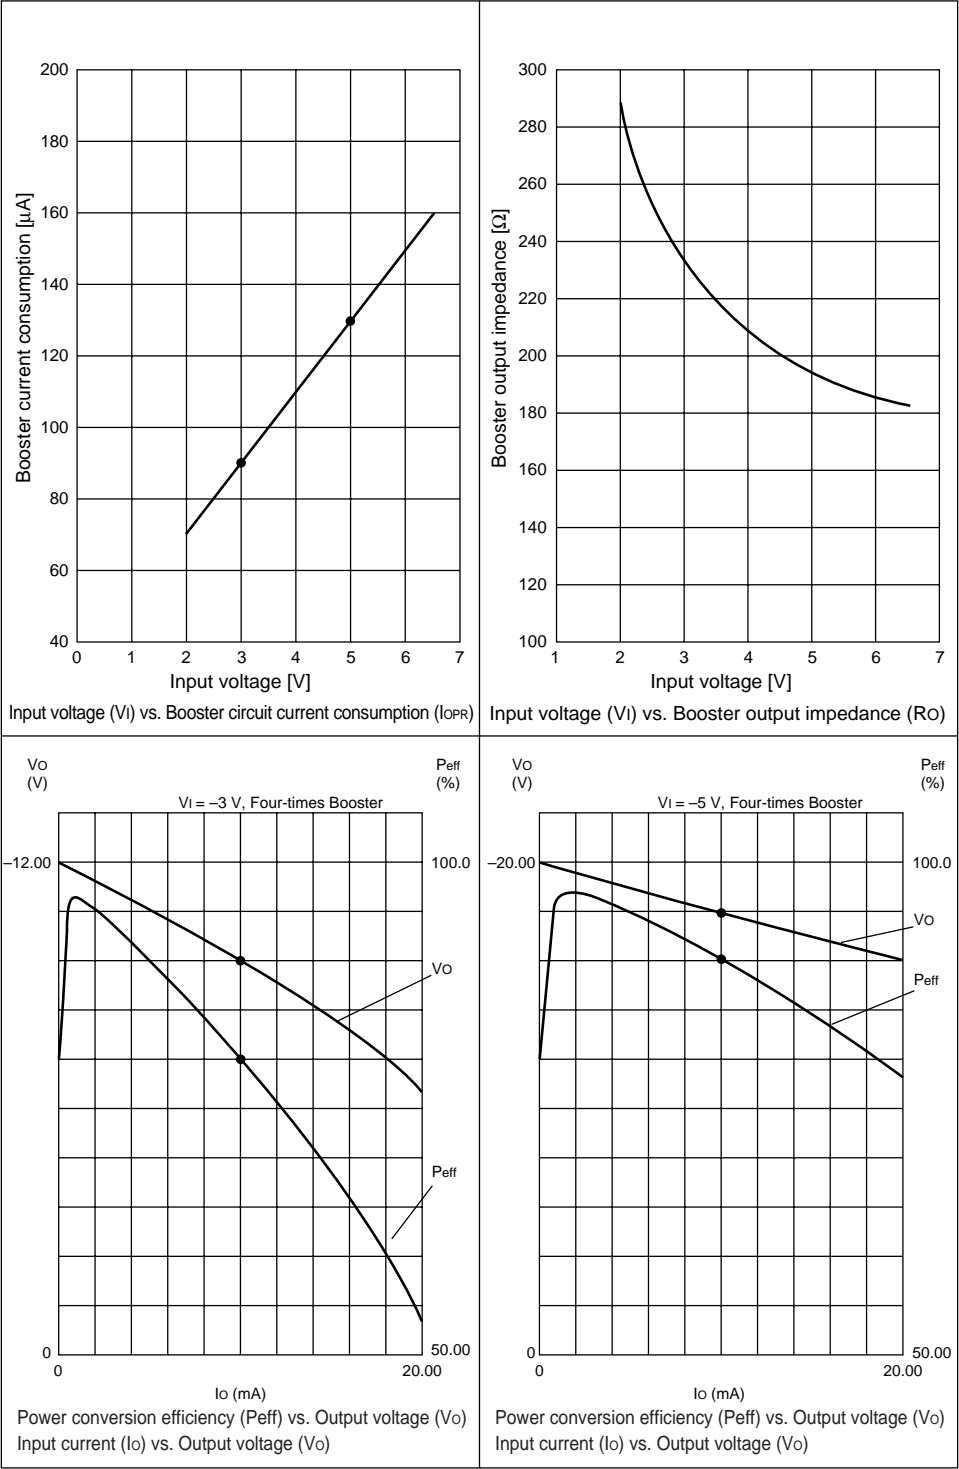 200
180
160
140
120
100
80
60
40
0 1 2 3 4 5 6 7
Booster current consumption [µA]
Input voltage [V]
Input voltage (VI) vs. Booster circuit current consumption (IOPR)
300
280
260
240
220
200
180
160
140
120
100
1 2 3 4 5 6 7
Booster output impedance [Ω]
Input voltage [V]
Input voltage (VI) vs. Booster output impedance (RO)
VO
(V)
Peff
(%)
VI = –3 V, Four-times Booster
–12.00
100.0
VO
Peff
0
50.00
0 20.00
IO (mA)
Power conversion efficiency (Peff) vs. Output voltage (VO)
Input current (IO) vs. Output voltage (VO)
VO
(V)
Peff
(%)
VI = –5 V, Four-times Booster
–20.00
100.0
VO
Peff
0
50.00
0 20.00
IO (mA)
Power conversion efficiency (Peff) vs. Output voltage (VO)
Input current (IO) vs. Output voltage (VO)